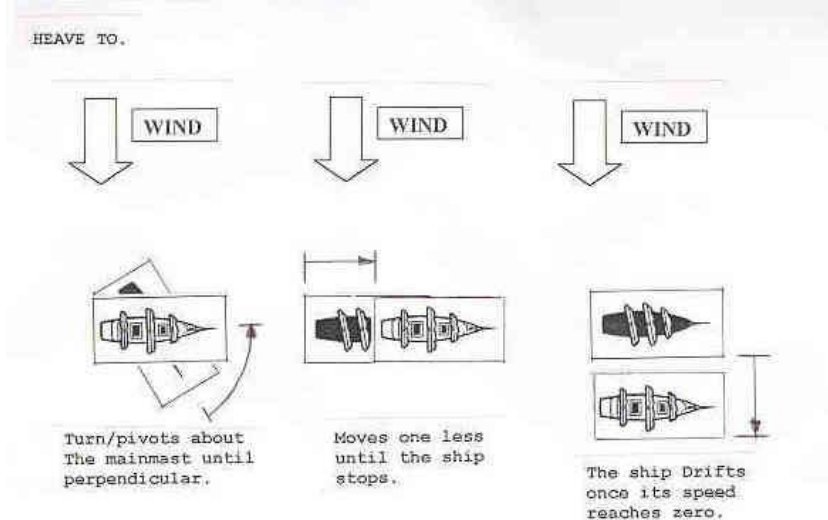 HEAVE TO.
WIND
WIND
WIND
Turn/pivots about
The mainmast until
perpendicular.
Moves one less
until the ship
stops.
The ship Drifts
once its speed
reaches zero.